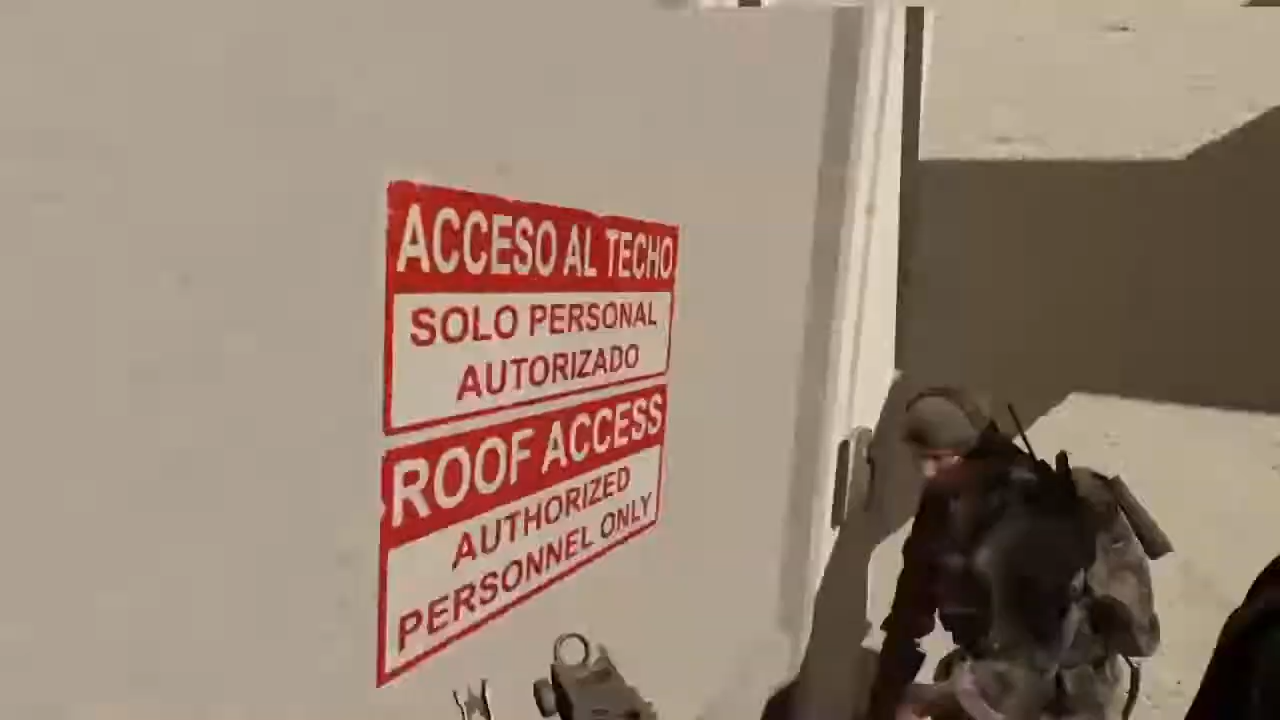 ACCESO AL TECHO
SOLO PERSONAL
AUTORIZADO
ROOF ACCESS
AUTHORIZED
PERSONNEL ONLY